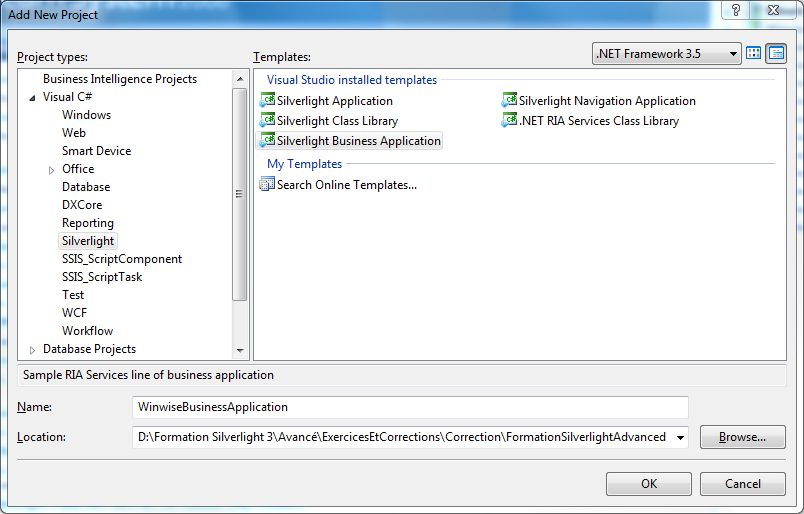 Add New Project
Project types:
Templates:
.NET Framework 3.5
Business Intelligence Projects
Visual C#
Windows
Web
Smart Device
Office
Database
DXCore
Reporting
Silverlight
SSIS_ScriptComponent
SSIS_ScriptTask
Test
WCF
Workflow
Database Projects
Visual Studio installed templates
Silverlight Application
Silverlight Navigation Application
Silverlight Class Library
.NET RIA Services Class Library
Silverlight Business Application
My Templates
Search Online Templates...
Sample RIA Services line of business application
Name:
WinwiseBusinessApplication
Location:
D:\Formation Silverlight 3\Avancé\ExercicesEtCorrections\Correction\FormationSilverlightAdvanced
Browse...
OK
Cancel